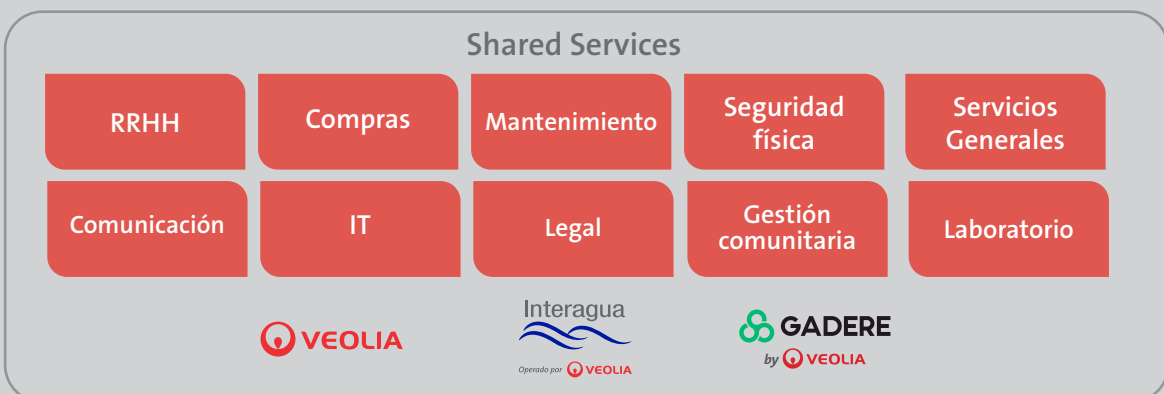 Shared Services
RRHH
Compras
Mantenimiento
Seguridad
física
Servicios
Generales
Comunicación
IT
Legal
Gestión
comunitaria
Laboratorio
VEOLIA
Interagua
Operado por VEOLIA
GADERE
by VEOLIA